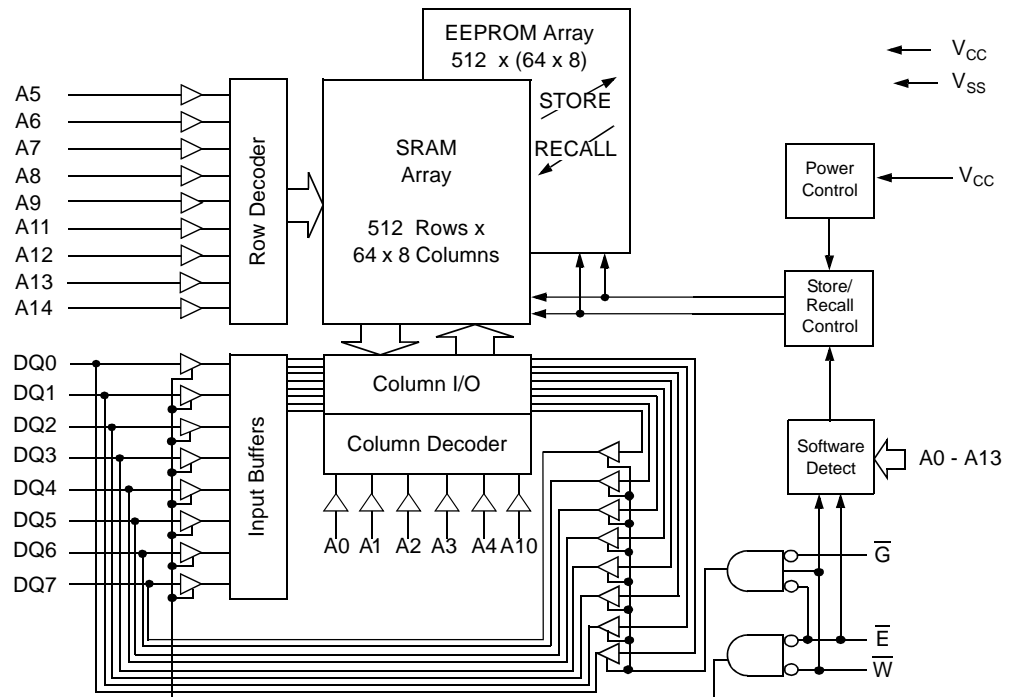 EEPROM Array
512 x (64 x 8)
STORE
RECALL
SRAM
Array
512 Rows x
64 x 8 Columns
VCC
VSS
A5
A6
A7
A8
A9
A11
A12
A13
A14
Row Decoder
Power
Control
VCC
Store/
Recall
Control
DQ0
DQ1
DQ2
DQ3
DQ4
DQ5
DQ6
DQ7
Input Buffers
Column I/O
Column Decoder
A0 A1 A2 A3 A4 A10
Software
Detect
A0 - A13
G̅
E̅
W̅